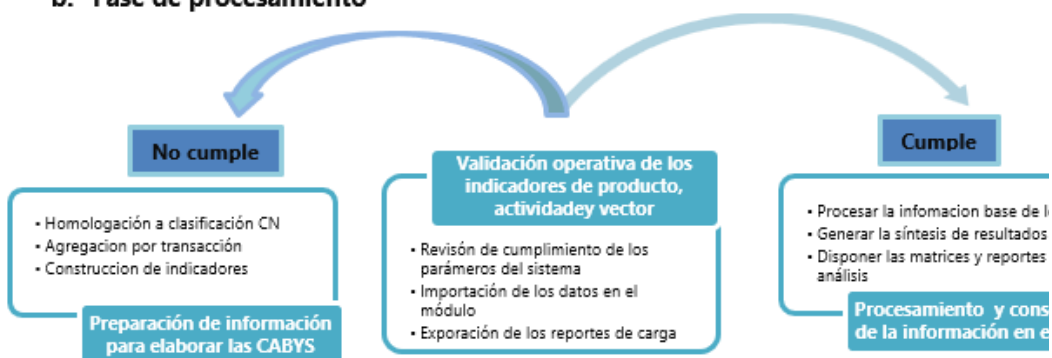 b. Fase de procesamiento
No cumple
▪ Homologación a clasificación CN
▪ Agregacion por transacción
▪ Construccion de indicadores
Preparación de información
para elaborar las CABYS
Validación operativa de los
indicadores de producto,
actividadey vector
▪ Revisón de cumplimiento de los
parámeros del sistema
▪ Importación de los datos en el
módulo
▪ Exporación de los reportes de carga
Cumple
▪ Procesar la infomacion base de
▪ Generar la síntesis de resultados
▪ Disponer las matrices y reportes
análisis
Procesamiento y cons
de la información en e